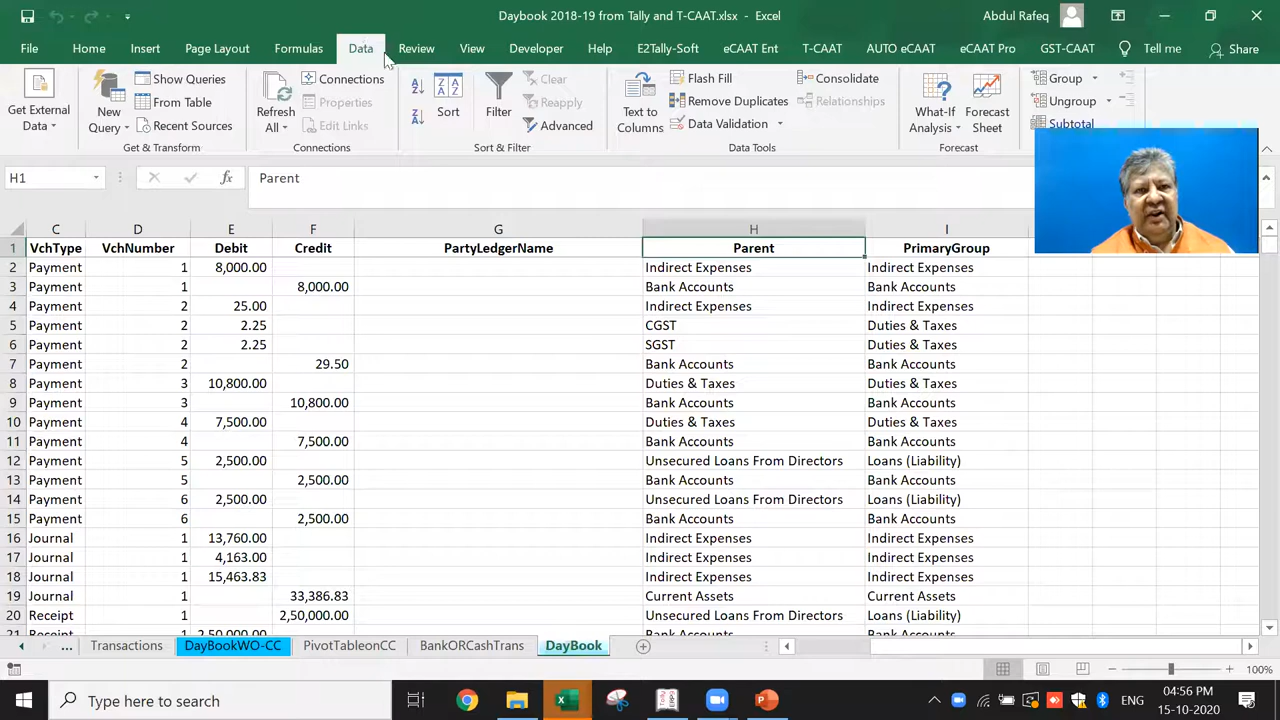 Daybook 2018-19 from Tally and T-CAAT.xlsx - Excel
Abdul Rafeq
File Home Insert Page Layout Formulas Data Review View Developer Help E2Tally-Soft eCAAT Ent T-CAAT AUTO eCAAT eCAAT Pro GST-CAAT Tell me Share
Get External Data
New Query
Show Queries
From Table
Recent Sources
Get & Transform
Refresh All
Connections
Properties
Edit Links
Connections
Sort
Filter
Clear
Reapply
Advanced
Sort & Filter
Text to Columns
Flash Fill
Remove Duplicates
Data Validation
Consolidate
Relationships
Data Tools
What-If Analysis
Forecast Sheet
Forecast
Group
Ungroup
Subtotal
H1 fx Parent
C D E F G H I
1 VchType VchNumber Debit Credit PartyLedgerName Parent PrimaryGroup
2 Payment 1 8,000.00 Indirect Expenses Indirect Expenses
3 Payment 1 8,000.00 Bank Accounts Bank Accounts
4 Payment 2 25.00 Indirect Expenses Indirect Expenses
5 Payment 2 2.25 CGST Duties & Taxes
6 Payment 2 2.25 SGST Duties & Taxes
7 Payment 2 29.50 Bank Accounts Bank Accounts
8 Payment 3 10,800.00 Duties & Taxes Duties & Taxes
9 Payment 3 10,800.00 Bank Accounts Bank Accounts
10 Payment 4 7,500.00 Duties & Taxes Duties & Taxes
11 Payment 4 7,500.00 Bank Accounts Bank Accounts
12 Payment 5 2,500.00 Unsecured Loans From Directors Loans (Liability)
13 Payment 5 2,500.00 Bank Accounts Bank Accounts
14 Payment 6 2,500.00 Unsecured Loans From Directors Loans (Liability)
15 Payment 6 2,500.00 Bank Accounts Bank Accounts
16 Journal 1 13,760.00 Indirect Expenses Indirect Expenses
17 Journal 1 4,163.00 Indirect Expenses Indirect Expenses
18 Journal 1 15,463.83 Indirect Expenses Indirect Expenses
19 Journal 1 33,386.83 Current Assets Current Assets
20 Receipt 1 2,50,000.00 Unsecured Loans From Directors Loans (Liability)
21 Receipt 1 2,50,000.00 Bank Accounts Bank Accounts
... Transactions DayBookWO-CC PivotTableonCC BankORCashTrans DayBook
100%
Type here to search
ENG
04:56 PM
15-10-2020